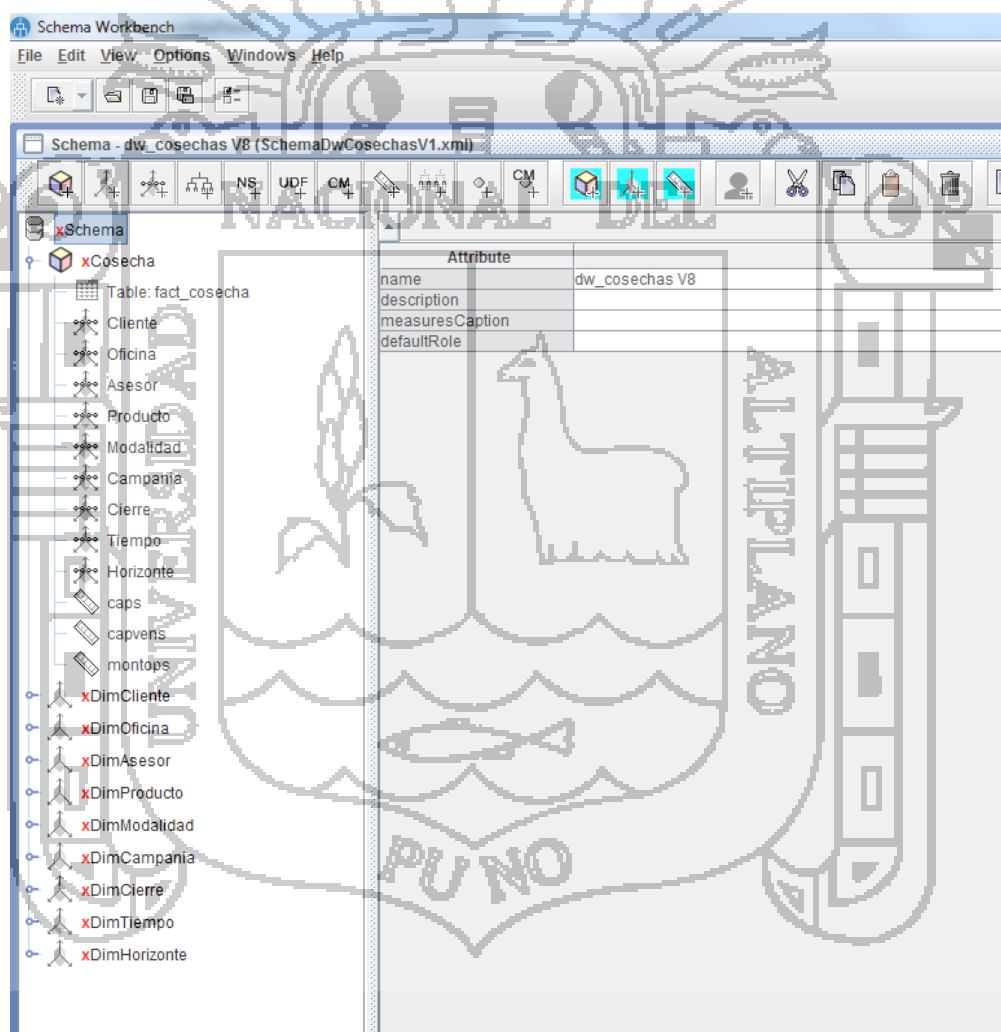 Schema Workbench
File Edit View Options Windows Help
Schema - dw_cosechas V8 (SchemaDwCosechasV1.xml)
NS UDF CM CM
NACIONAL DEL
xSchema
xCosecha
Table: fact_cosecha
Cliente
Oficina
Asesor
Producto
Modalidad
Campania
Cierre
Tiempo
Horizonte
caps
capvens
montops
xDimCliente
xDimOficina
xDimAsesor
xDimProducto
xDimModalidad
xDimCampania
xDimCierre
xDimTiempo
xDimHorizonte
Attribute
name dw_cosechas V8
description
measuresCaption
defaultRole
UNIVERSIDAD
ALTIPLANO
PUNO